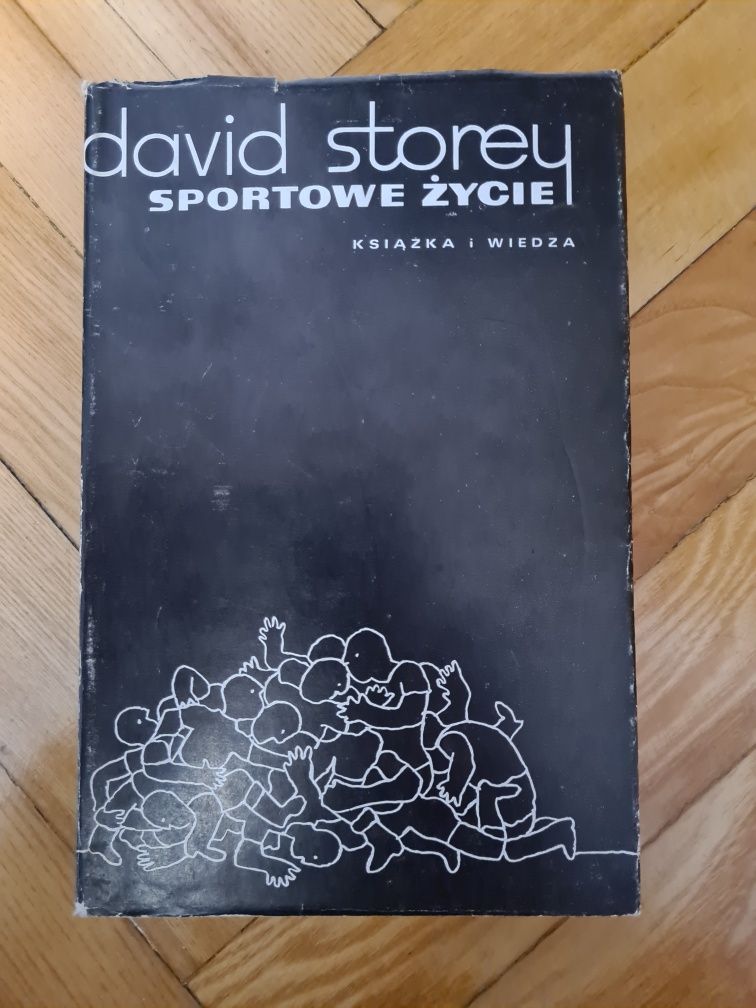 david storey
SPORTOWE ŻYCIE
KSIĄŻKA i WIEDZA